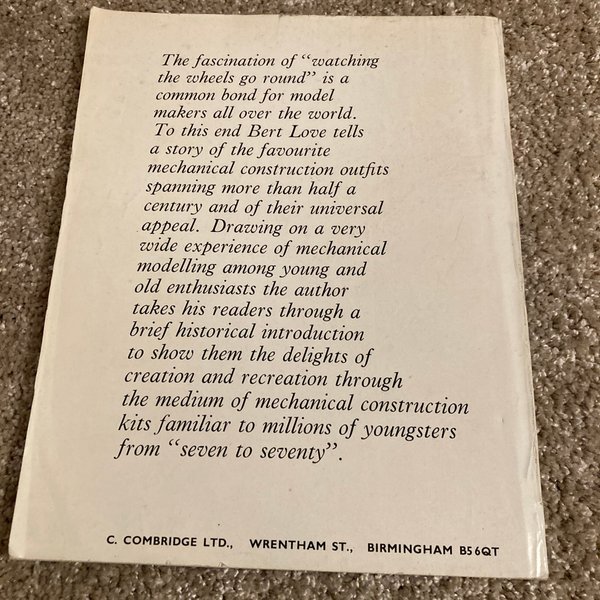 The fascination of “watching
the wheels go round” is a
common bond for model
makers all over the world.
To this end Bert Love tells
a story of the favourite
mechanical construction outfits
spanning more than half a
century and of their universal
appeal. Drawing on a very
wide experience of mechanical
modelling among young and
old enthusiasts the author
takes his readers through a
brief historical introduction
to show them the delights of
creation and recreation through
the medium of mechanical construction
kits familiar to millions of youngsters
from “seven to seventy”.
C. COMBRIDGE LTD., WRENTHAM ST., BIRMINGHAM B5 6QT